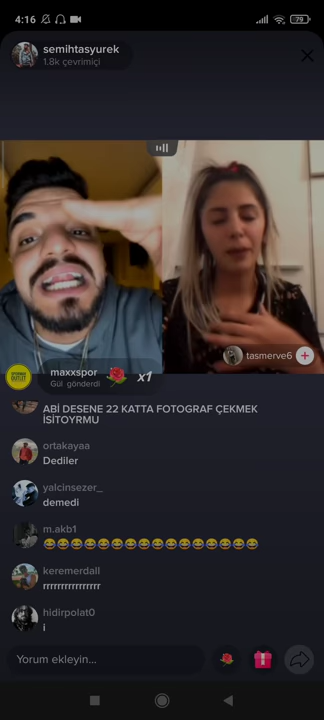 4:16
79
semihtasyurek
1.8k çevrimiçi
tasmerve6
maxxspor
Gül gönderdi
x1
ABİ DESENE 22 KATTA FOTOGRAF ÇEKMEK
İSİTOYRMU
ortakayaa
Dediler
yalcinsezer_
demedi
m.akb1
😂😂😂😂😂😂😂😂😂😂😂😂😂😂😂😂
keremerdall
rrrrrrrrrrrrrrrr
hidirpolat0
i
Yorum ekleyin...